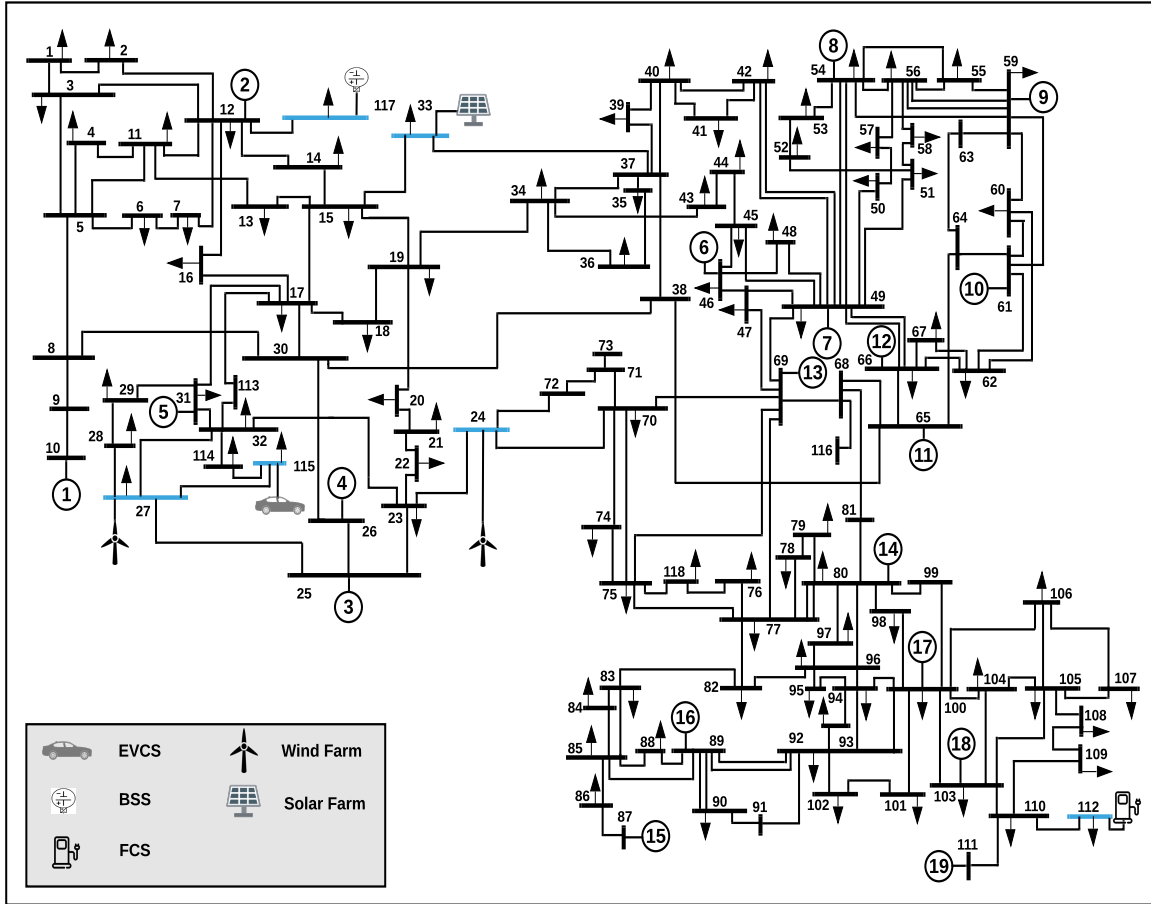 1 2 40 42 8 54 56 55 59
3 2 12 117 33 39 9
4 11 41 53 57 58 63
14 37 44 52 51 60
34 35 43 50
5 6 7 13 15 45 48 64
16 19 36 6 10
17 38 46 47 49 61
18 7 12 67
8 30 73 69 13 68 66 62
29 31 113 72 71
9 5 20 24 70 65
28 32 21 116 11
10 114 115 22
1 27 4 23 74 81
26 79 14
78 80 99
25 3 75 118 76 106
77 98
97 17
83 82 96 104 105 107
84 95 94 100
16 108
85 88 89 92 93 18 109
EVCS Wind Farm
86 90 91 102 101 103 110 112
BSS Solar Farm
87 15
FCS 19 111